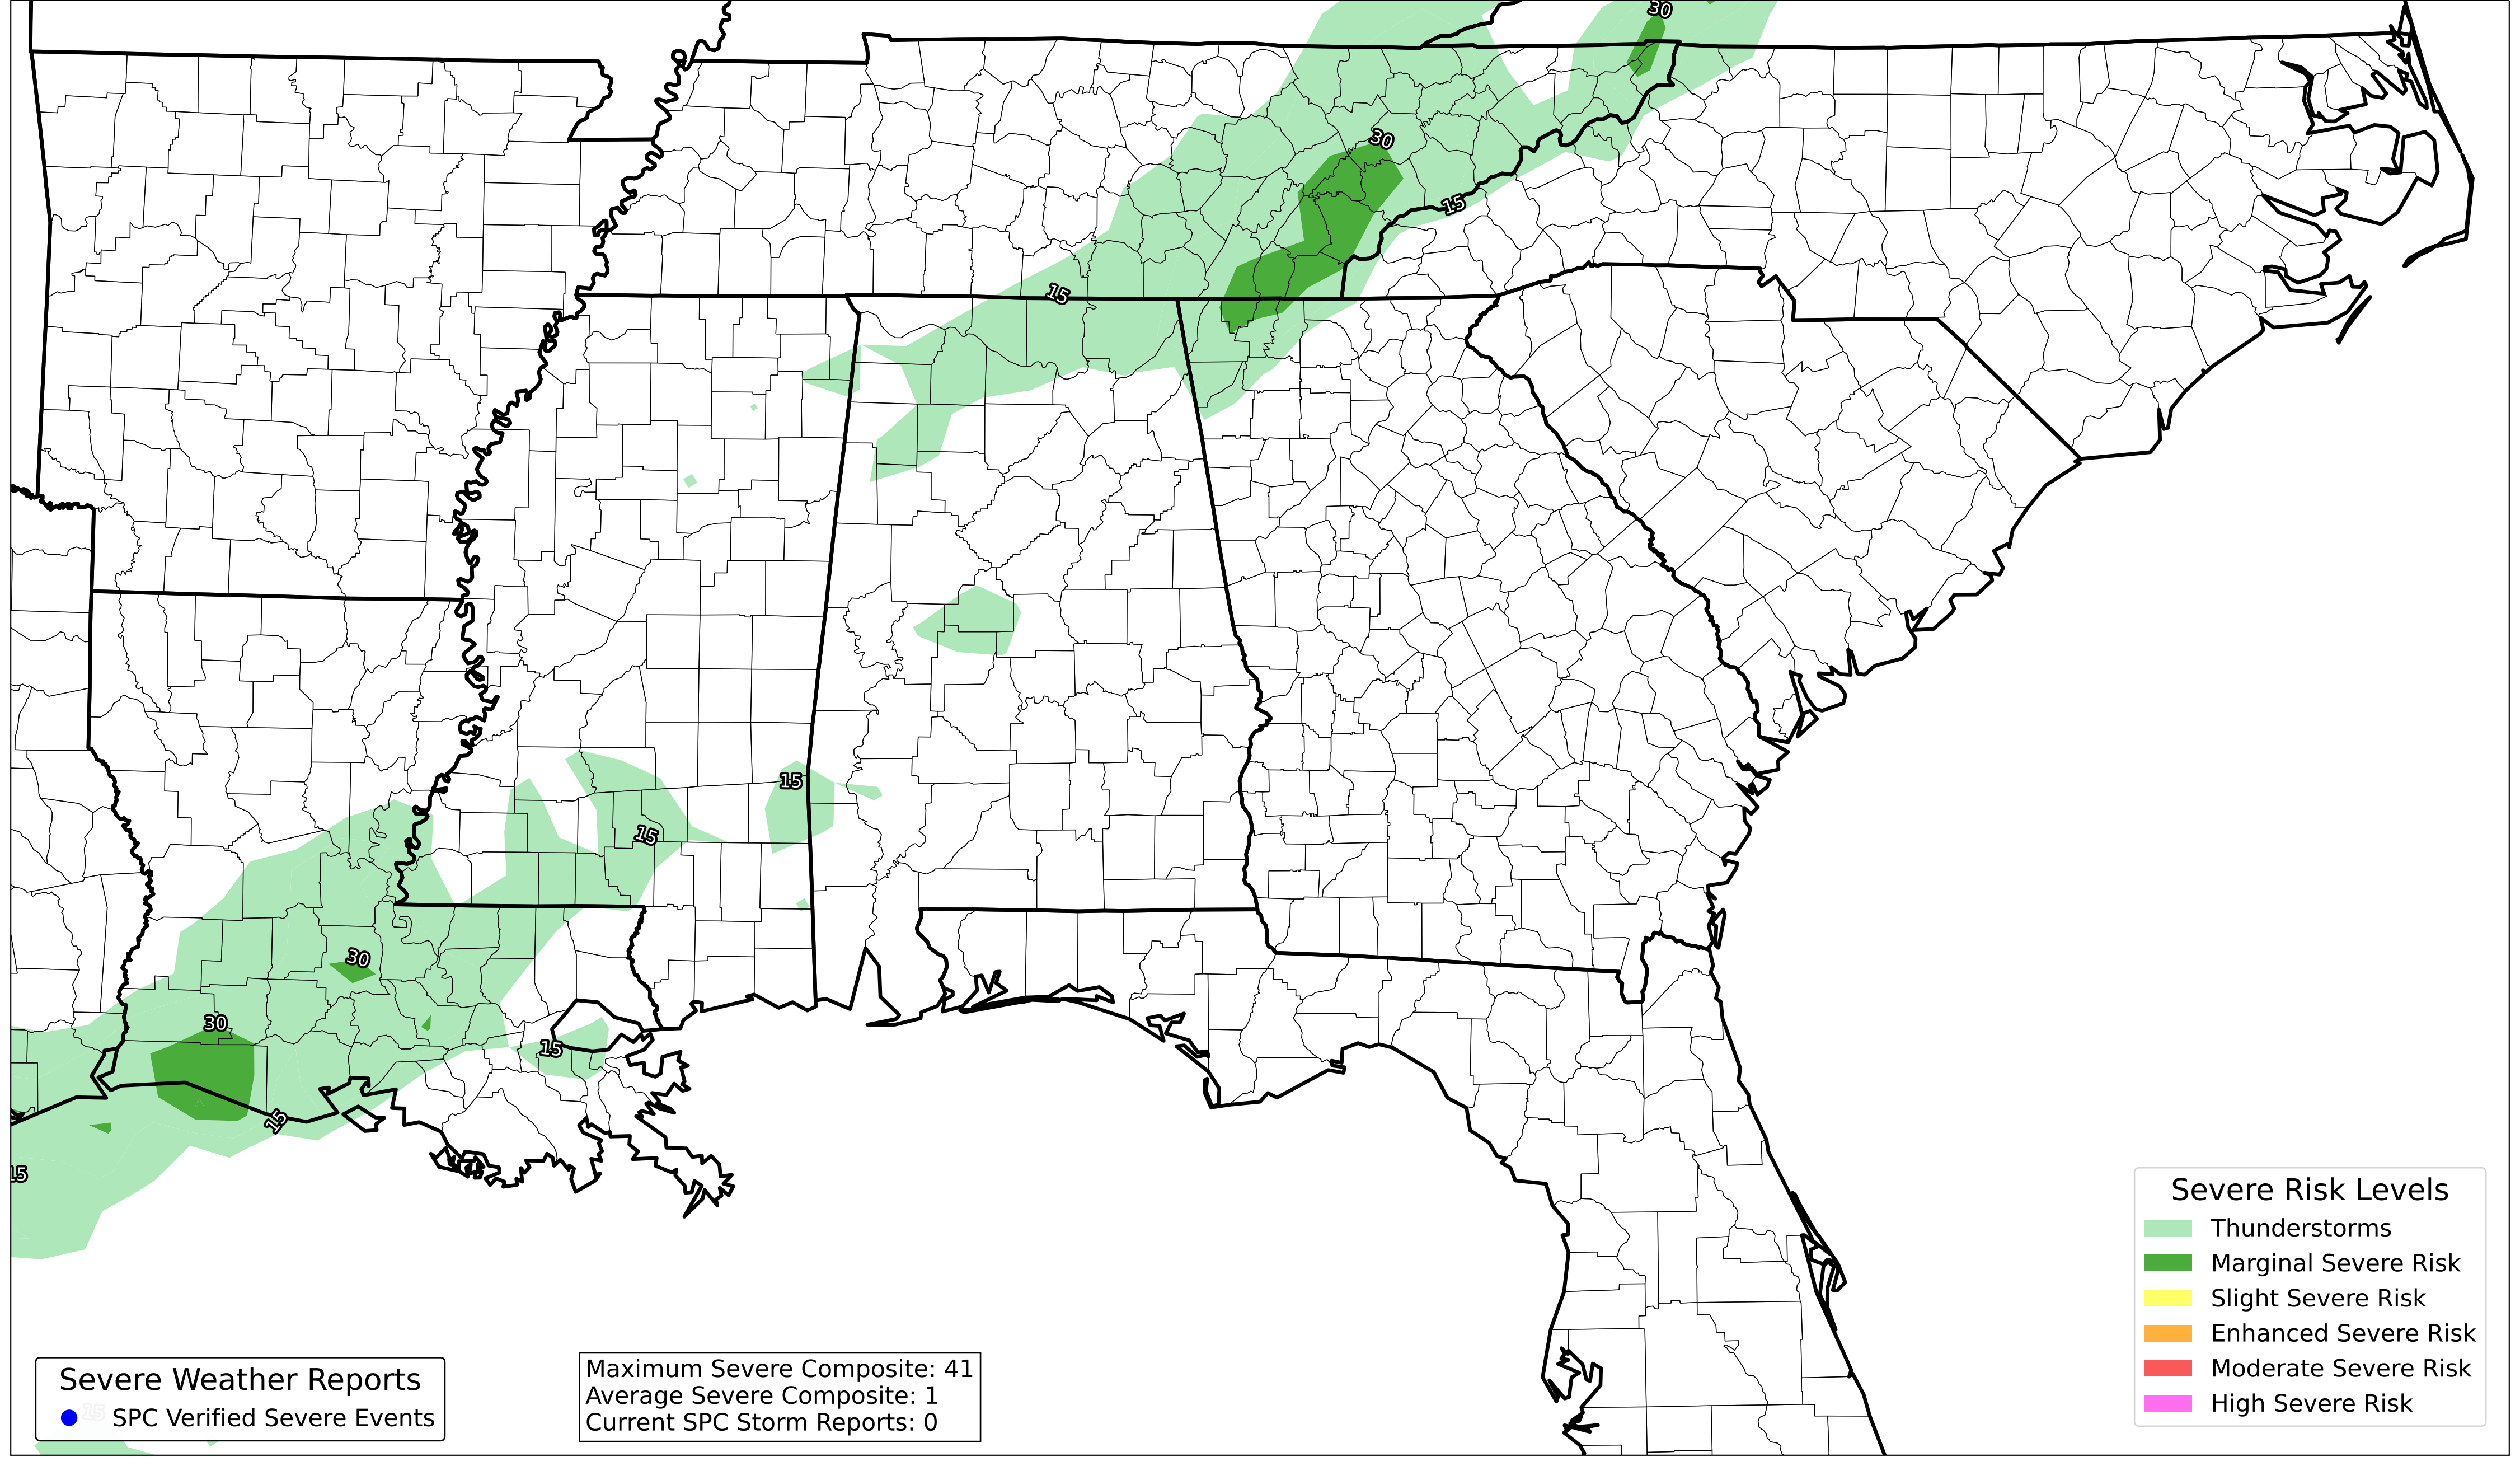 30
30
15
15
15
15
30
30
15
15
15
Severe Risk Levels
Thunderstorms
Marginal Severe Risk
Slight Severe Risk
Enhanced Severe Risk
Moderate Severe Risk
High Severe Risk
Severe Weather Reports
15
SPC Verified Severe Events
Maximum Severe Composite: 41
Average Severe Composite: 1
Current SPC Storm Reports: 0